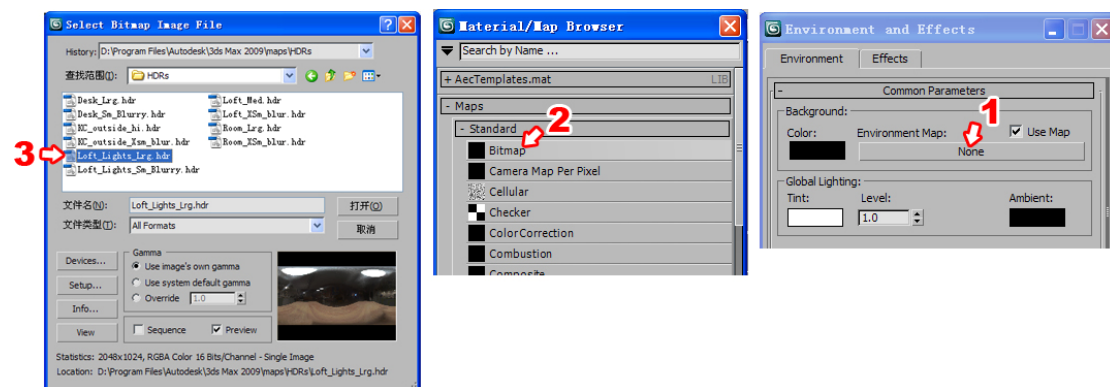 Select Bitmap Image File
History: D:\Program Files\Autodesk\3ds Max 2009\maps\HDRs
查找范围(I): HDRs
Desk_Lrg.hdr Loft_Med.hdr
Desk_Sm_Blurry.hdr Loft_XSm_blur.hdr
KC_outside_hi.hdr Room_Lrg.hdr
KC_outside_Xsm_blur.hdr Room_XSm_blur.hdr
3 Loft_Lights_Lrg.hdr
Loft_Lights_Sm_Blurry.hdr
文件名(N): Loft_Lights_Lrg.hdr 打开(O)
文件类型(T): All Formats 取消
Devices...
Setup...
Info...
View
Gamma
Use image's own gamma
Use system default gamma
Override 1.0
Sequence Preview
Statistics: 2048x1024, RGBA Color 16 Bits/Channel - Single Image
Location: D:\Program Files\Autodesk\3ds Max 2009\maps\HDRs\Loft_Lights_Lrg.hdr
Material/Map Browser
Search by Name ...
+ AecTemplates.mat LIB
- Maps
- Standard
2
Bitmap
Camera Map Per Pixel
Cellular
Checker
ColorCorrection
Combustion
Composite
Environment and Effects
Environment Effects
- Common Parameters
Background:
1
Color: Environment Map: Use Map
None
Global Lighting:
Tint: Level: Ambient:
1.0